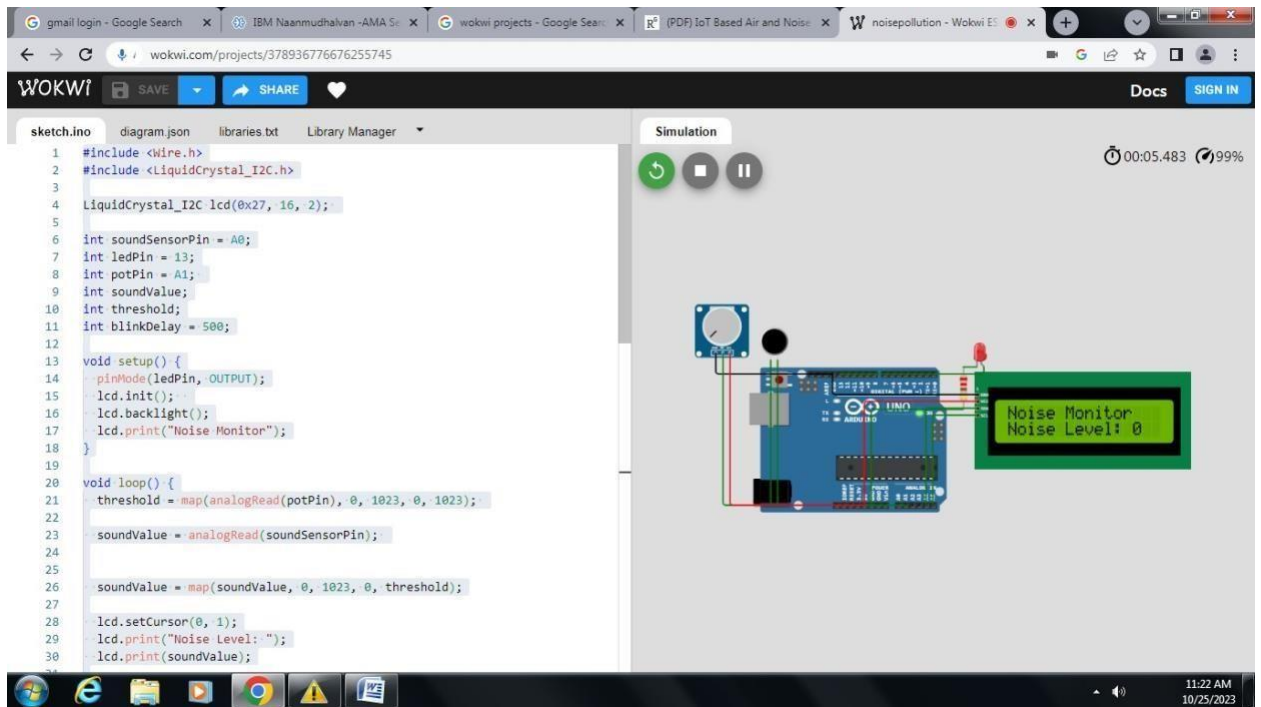 gmail login - Google Search
IBM Naanmudhalvan -AMA Se
wokwi projects - Google Searc
(PDF) IoT Based Air and Noise
noisepollution - Wokwi ES
wokwi.com/projects/378936776676255745
WOKWI SAVE SHARE Docs SIGN IN
sketch.ino diagram.json libraries.txt Library Manager
Simulation
00:05.483 99%
1 #include <Wire.h>
2 #include <LiquidCrystal_I2C.h>
3
4 LiquidCrystal_I2C lcd(0x27, 16, 2);
5
6 int soundSensorPin = A0;
7 int ledPin = 13;
8 int potPin = A1;
9 int soundValue;
10 int threshold;
11 int blinkDelay = 500;
12
13 void setup() {
14 pinMode(ledPin, OUTPUT);
15 lcd.init();
16 lcd.backlight();
17 lcd.print("Noise Monitor");
18 }
19
20 void loop() {
21 threshold = map(analogRead(potPin), 0, 1023, 0, 1023);
22
23 soundValue = analogRead(soundSensorPin);
24
25
26 soundValue = map(soundValue, 0, 1023, 0, threshold);
27
28 lcd.setCursor(0, 1);
29 lcd.print("Noise Level: ");
30 lcd.print(soundValue);
UNO
ARDUINO
Noise Monitor
Noise Level: 0
11:22 AM
10/25/2023